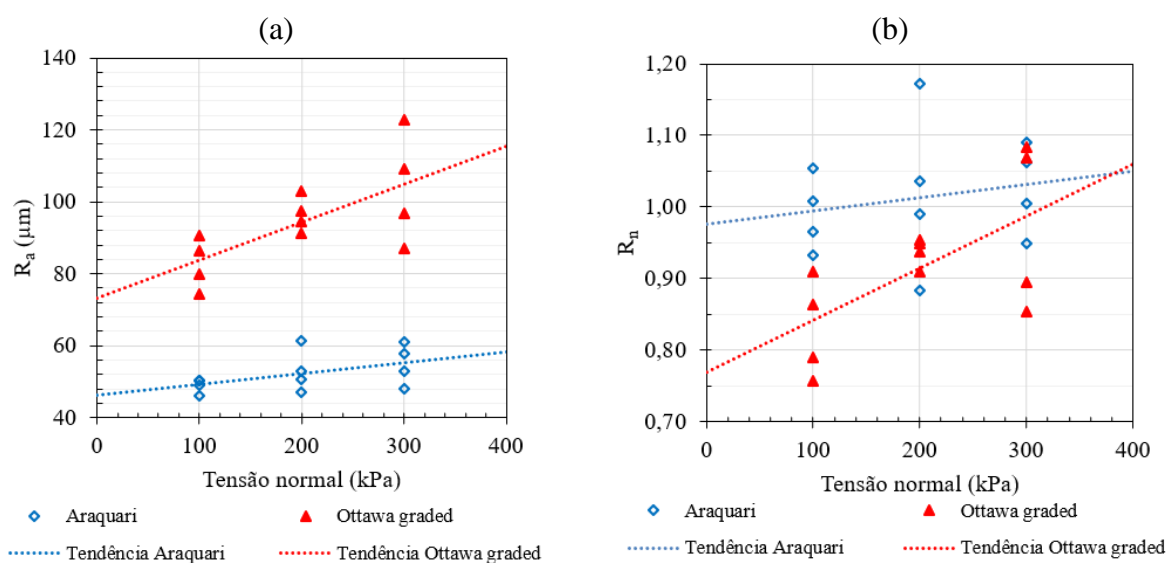 (a)
140
120
100
80
60
40
Rₐ (µm)
0 100 200 300 400
Tensão normal (kPa)
Araquari Ottawa graded
Tendência Araquari Tendência Ottawa graded
(b)
1,20
1,10
1,00
0,90
0,80
0,70
Rₙ
0 100 200 300 400
Tensão normal (kPa)
Araquari Ottawa graded
Tendência Araquari Tendência Ottawa graded